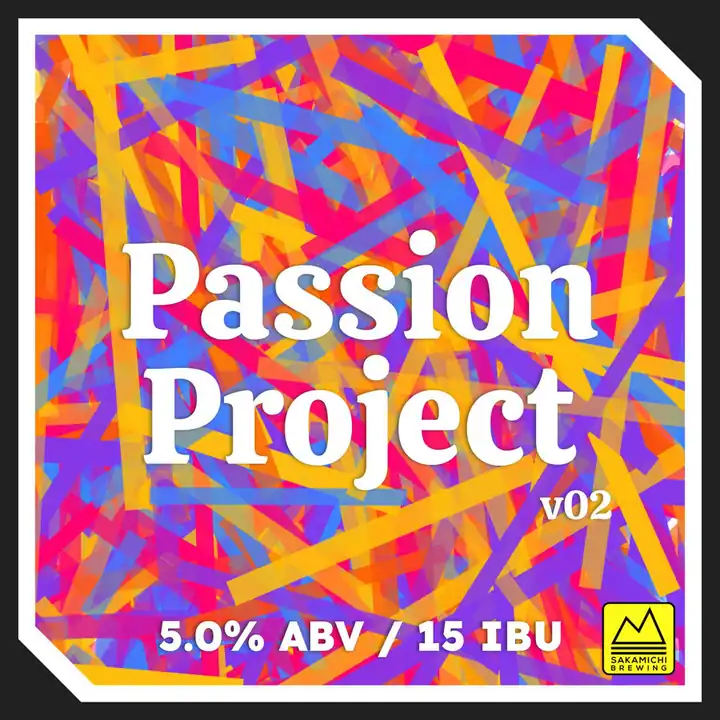 Passion
Project
v02
5.0% ABV / 15 IBU
SAKAMICHI
BREWING